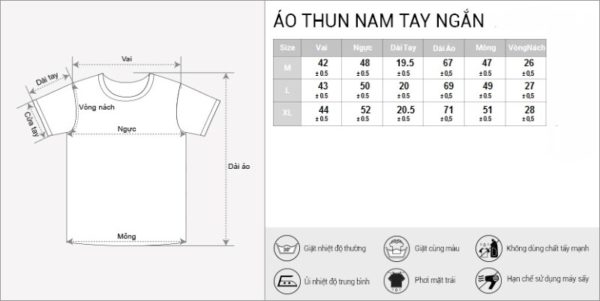 Vai
Dài tay
Vòng nách
Cửa tay
Ngực
Dài áo
Mông
ÁO THUN NAM TAY NGẮN
Size Vai Ngực Dài Tay Dài Áo Mông VòngNách
M 42 48 19.5 67 47 26
± 0.5 ± 0.5 ± 0.5 ± 0.5 ± 0.5 ± 0,5
L 43 50 20 69 49 27
± 0.5 ± 0.5 ± 0.5 ± 0.5 ± 0.5 ± 0,5
XL 44 52 20.5 71 51 28
± 0.5 ± 0.5 ± 0.5 ± 0.5 ± 0.5 ± 0,5
Giặt nhiệt độ thường
Giặt cùng màu
Không dùng chất tẩy mạnh
Ủi nhiệt độ trung bình
Phơi mặt trái
Hạn chế sử dụng máy sấy